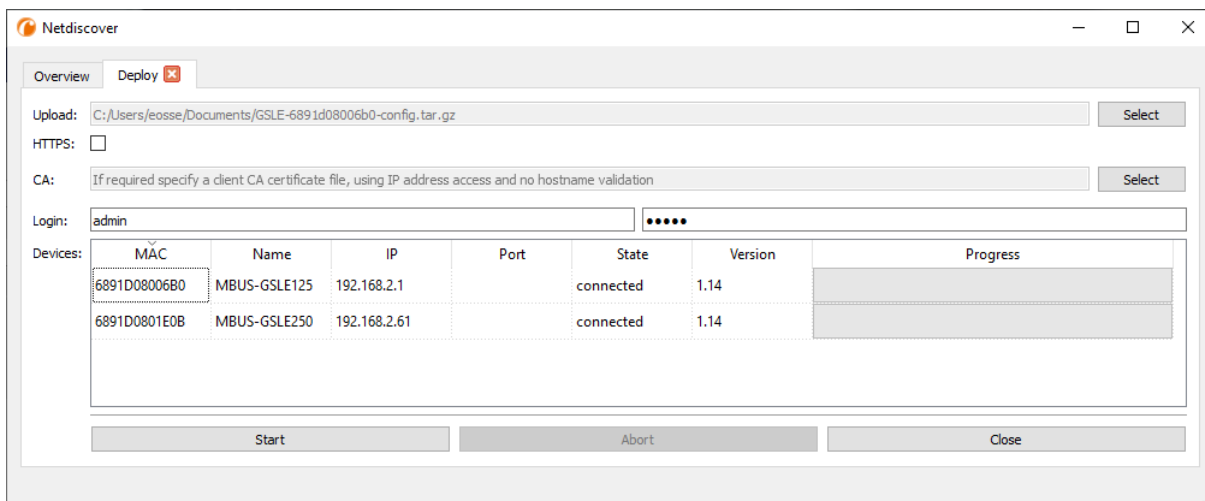 Netdiscover
Overview Deploy
Upload: C:/Users/eosse/Documents/GSLE-6891d08006b0-config.tar.gz Select
HTTPS:
CA: If required specify a client CA certificate file, using IP address access and no hostname validation Select
Login: admin ●●●●●
Devices: MAC Name IP Port State Version Progress
6891D08006B0 MBUS-GSLE125 192.168.2.1 connected 1.14
6891D0801E0B MBUS-GSLE250 192.168.2.61 connected 1.14
Start Abort Close